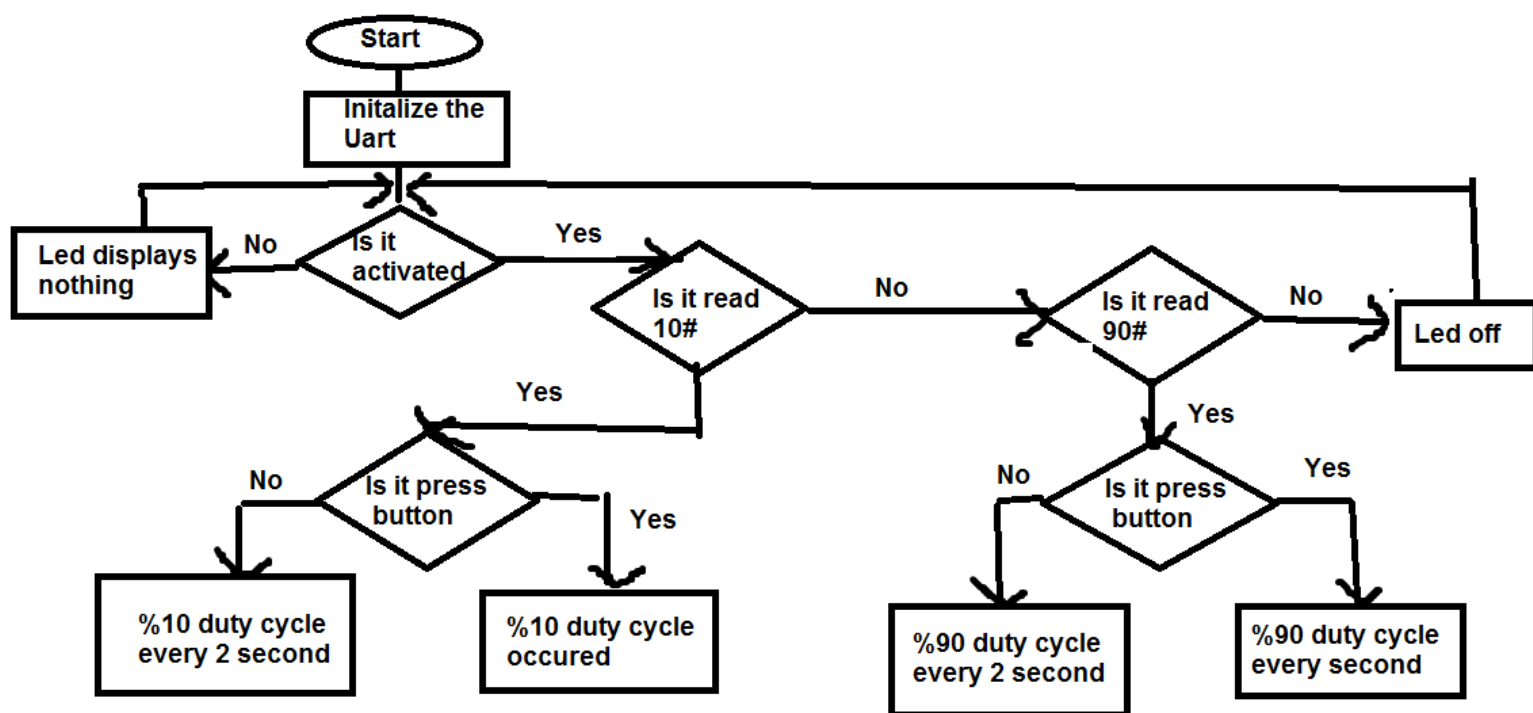 Start
Initalize the
Uart
Is it
activated
No
Led displays
nothing
Yes
Is it read
10#
No
Is it read
90#
No
Led off
Yes
Is it press
button
No
%10 duty cycle
every 2 second
Yes
%10 duty cycle
occured
Yes
Is it press
button
No
%90 duty cycle
every 2 second
Yes
%90 duty cycle
every second